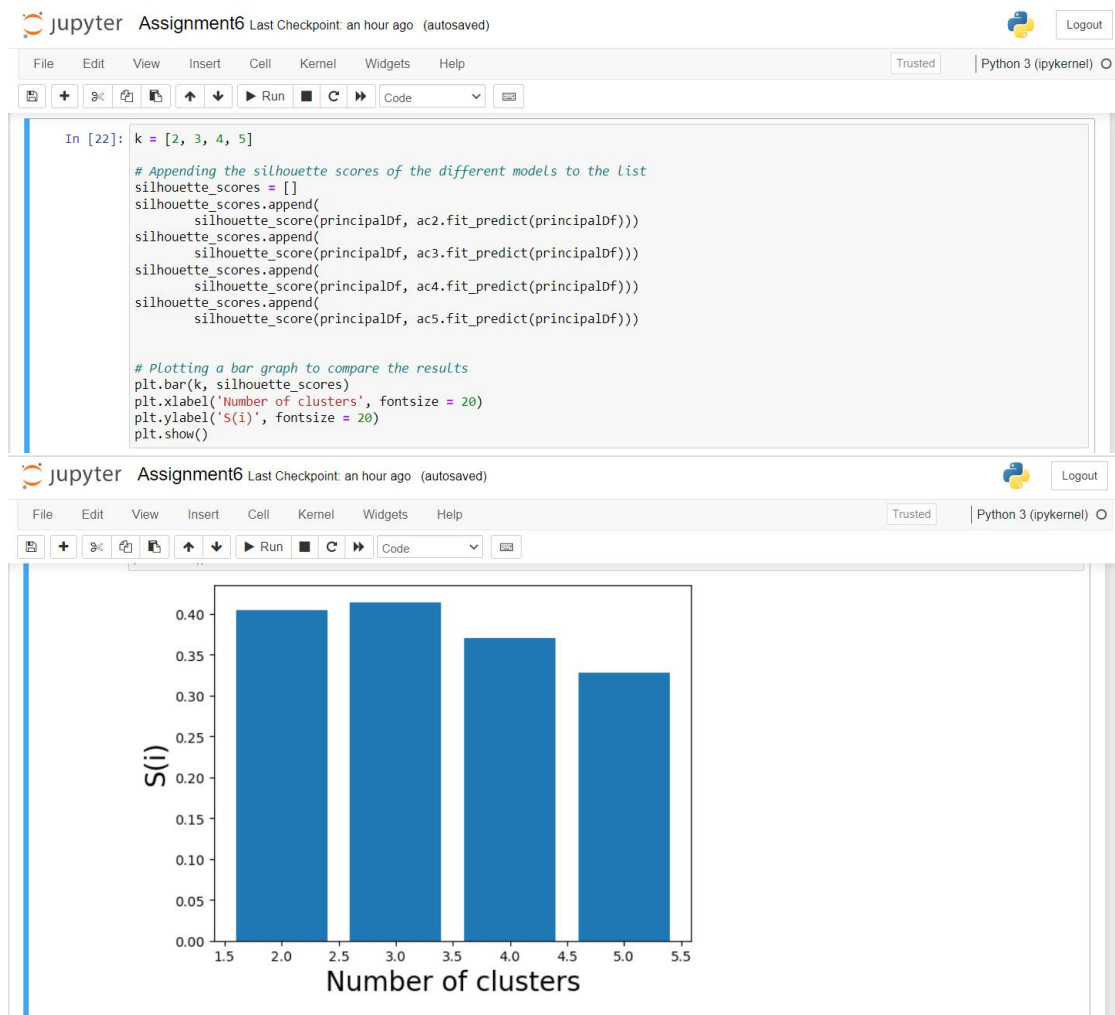 jupyter Assignment6 Last Checkpoint: an hour ago (autosaved)
Logout
File Edit View Insert Cell Kernel Widgets Help
Trusted Python 3 (ipykernel)
Run Code
In [22]: k = [2, 3, 4, 5]
# Appending the silhouette scores of the different models to the list
silhouette_scores = []
silhouette_scores.append(
silhouette_score(principalDf, ac2.fit_predict(principalDf)))
silhouette_scores.append(
silhouette_score(principalDf, ac3.fit_predict(principalDf)))
silhouette_scores.append(
silhouette_score(principalDf, ac4.fit_predict(principalDf)))
silhouette_scores.append(
silhouette_score(principalDf, ac5.fit_predict(principalDf)))
# Plotting a bar graph to compare the results
plt.bar(k, silhouette_scores)
plt.xlabel('Number of clusters', fontsize = 20)
plt.ylabel('S(i)', fontsize = 20)
plt.show()
jupyter Assignment6 Last Checkpoint: an hour ago (autosaved)
Logout
File Edit View Insert Cell Kernel Widgets Help
Trusted Python 3 (ipykernel)
Run Code
0.40
0.35
0.30
0.25
S(i)
0.20
0.15
0.10
0.05
0.00
1.5 2.0 2.5 3.0 3.5 4.0 4.5 5.0 5.5
Number of clusters